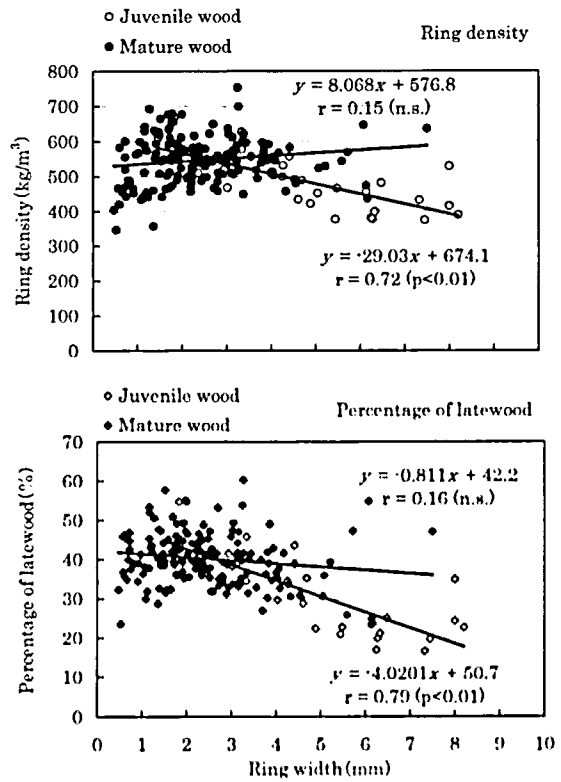 ○ Juvenile wood
● Mature wood
Ring density
800
700
600
500
400
300
200
100
0
Ring density (kg/m³)
y = 8.068x + 576.8
r = 0.15 (n.s.)
y = -29.03x + 674.1
r = 0.72 (p<0.01)
◇ Juvenile wood
◆ Mature wood
Percentage of latewood
70
60
50
40
30
20
10
0
Percentage of latewood (%)
y = -0.811x + 42.2
r = 0.16 (n.s.)
y = -4.0201x + 50.7
r = 0.79 (p<0.01)
0 1 2 3 4 5 6 7 8 9 10
Ring width (mm)